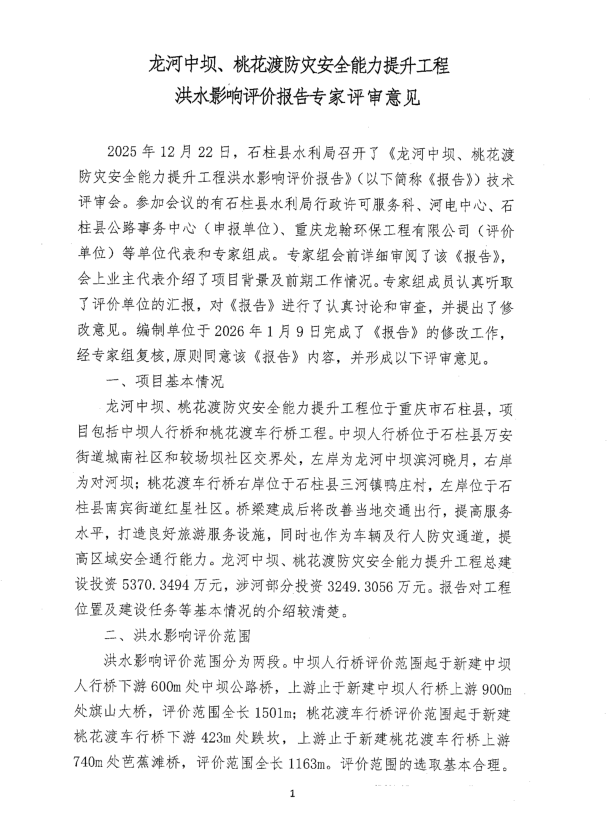 龙河中坝、桃花渡防灾安全能力提升工程
洪水影响评价报告专家评审意见
2025 年 12 月 22 日，石柱县水利局召开了《龙河中坝、桃花渡
防灾安全能力提升工程洪水影响评价报告》（以下简称《报告》）技术
评审会。参加会议的有石柱县水利局行政许可服务科、河电中心、石
柱县公路事务中心（申报单位）、重庆龙翰环保工程有限公司（评价
单位）等单位代表和专家组成。专家组会前详细审阅了该《报告》，
会上业主代表介绍了项目背景及前期工作情况。专家组成员认真听取
了评价单位的汇报，对《报告》进行了认真讨论和审查，并提出了修
改意见。编制单位于 2026 年 1 月 9 日完成了《报告》的修改工作，
经专家组复核,原则同意该《报告》内容，并形成以下评审意见。
一、项目基本情况
龙河中坝、桃花渡防灾安全能力提升工程位于重庆市石柱县，项
目包括中坝人行桥和桃花渡车行桥工程。中坝人行桥位于石柱县万安
街道城南社区和较场坝社区交界处，左岸为龙河中坝滨河晓月，右岸
为对河坝；桃花渡车行桥右岸位于石柱县三河镇鸭庄村，左岸位于石
柱县南宾街道红星社区。桥梁建成后将改善当地交通出行，提高服务
水平，打造良好旅游服务设施，同时也作为车辆及行人防灾通道，提
高区域安全通行能力。龙河中坝、桃花渡防灾安全能力提升工程总建
设投资 5370.3494 万元，涉河部分投资 3249.3056 万元。报告对工程
位置及建设任务等基本情况的介绍较清楚。
二、洪水影响评价范围
洪水影响评价范围分为两段。中坝人行桥评价范围起于新建中坝
人行桥下游 600m 处中坝公路桥，上游止于新建中坝人行桥上游 900m
处旗山大桥，评价范围全长 1501m；桃花渡车行桥评价范围起于新建
桃花渡车行桥下游 423m 处跌坎，上游止于新建桃花渡车行桥上游
740m 处芭蕉滩桥，评价范围全长 1163m。评价范围的选取基本合理。
1